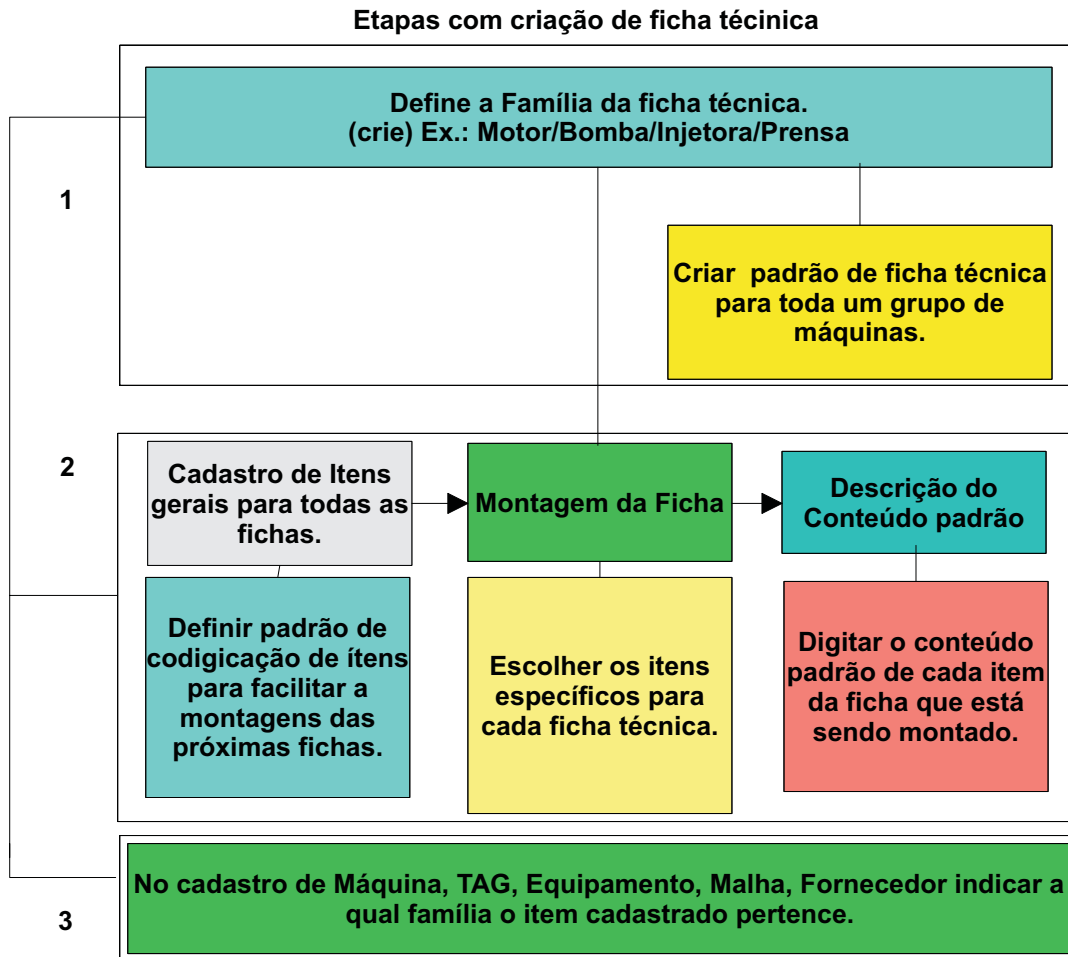 Etapas com criação de ficha técinica
Define a Família da ficha técnica.
(crie) Ex.: Motor/Bomba/Injetora/Prensa
1
Criar padrão de ficha técnica
para toda um grupo de
máquinas.
2
Cadastro de Itens
gerais para todas as
fichas.
Montagem da Ficha
Descrição do
Conteúdo padrão
Definir padrão de
codigicação de ítens
para facilitar a
montagens das
próximas fichas.
Escolher os itens
específicos para
cada ficha técnica.
Digitar o conteúdo
padrão de cada item
da ficha que está
sendo montado.
3
No cadastro de Máquina, TAG, Equipamento, Malha, Fornecedor indicar a
qual família o item cadastrado pertence.